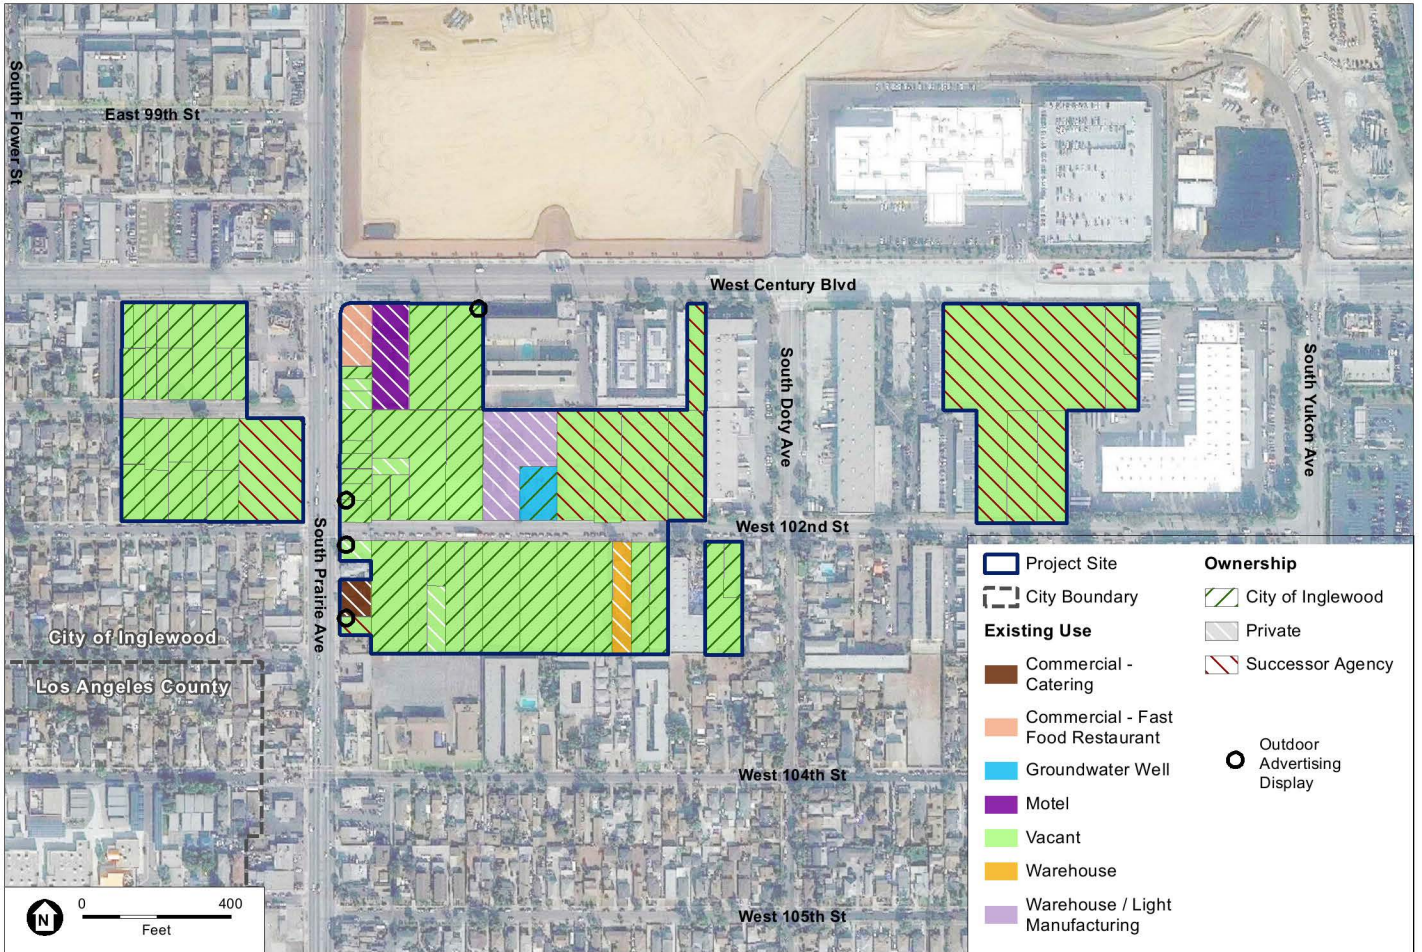 South Flower St
East 99th St
West Century Blvd
South Doty Ave
South Yukon Ave
South Prairie Ave
West 102nd St
City of Inglewood
Los Angeles County
West 104th St
West 105th St
N
0 400
Feet
Project Site
City Boundary
Existing Use
Commercial -
Catering
Commercial - Fast
Food Restaurant
Groundwater Well
Motel
Vacant
Warehouse
Warehouse / Light
Manufacturing
Ownership
City of Inglewood
Private
Successor Agency
Outdoor
Advertising
Display